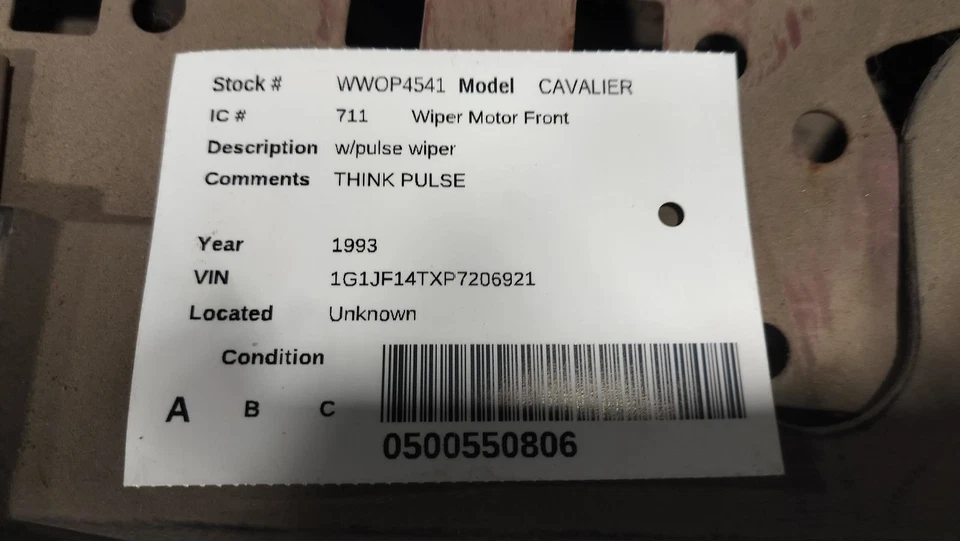 Stock # WWOP4541 Model CAVALIER
IC # 711 Wiper Motor Front
Description w/pulse wiper
Comments THINK PULSE
Year 1993
VIN 1G1JF14TXP7206921
Located Unknown
Condition
A B C
0500550806